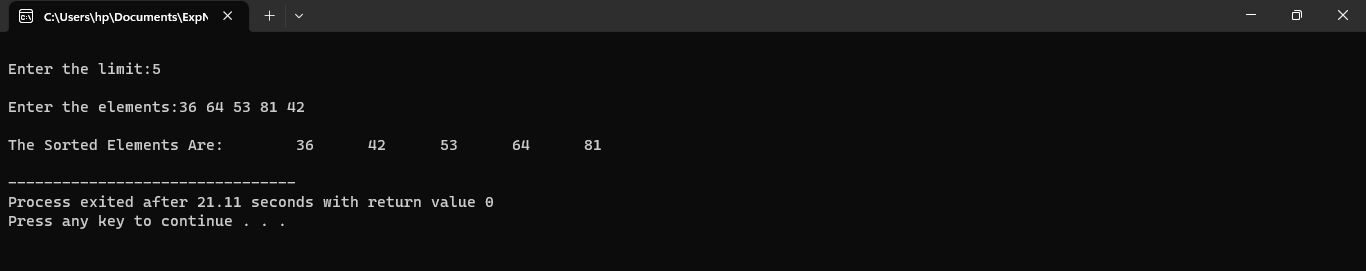 C:\Users\hp\Documents\ExpN
Enter the limit:5
Enter the elements:36 64 53 81 42
The Sorted Elements Are:        36      42      53      64      81
--------------------------------
Process exited after 21.11 seconds with return value 0
Press any key to continue . . .